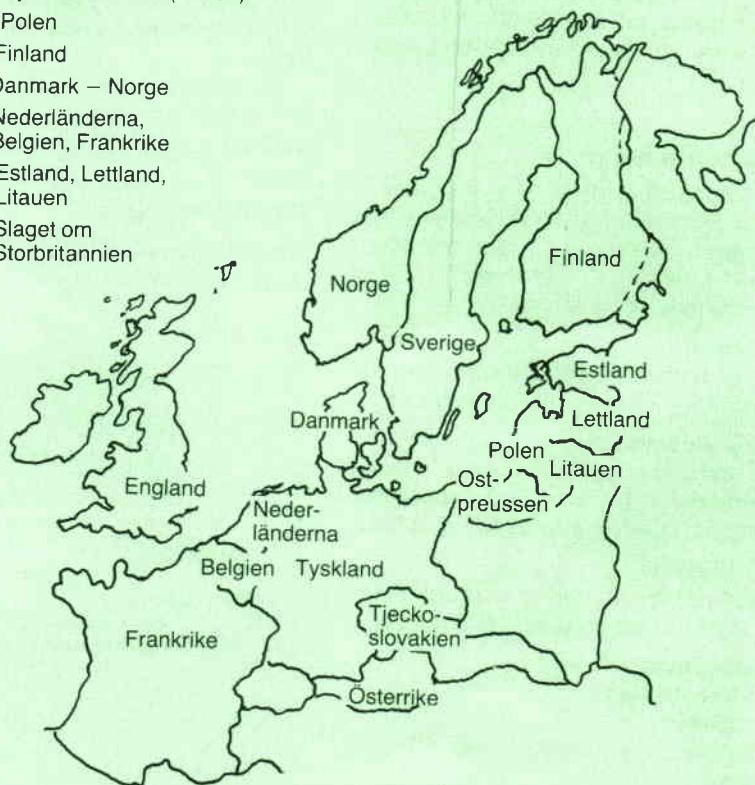 Polen
Finland
Danmark – Norge
Nederländerna,
Belgien, Frankrike
Estland, Lettland,
Litauen
Slaget om
Storbritannien
Norge
Finland
Sverige
Estland
Danmark
Lettland
Polen
Litauen
England
Ost-
preussen
Neder-
länderna
Belgien
Tyskland
Tjecko-
slovakien
Frankrike
Österrike